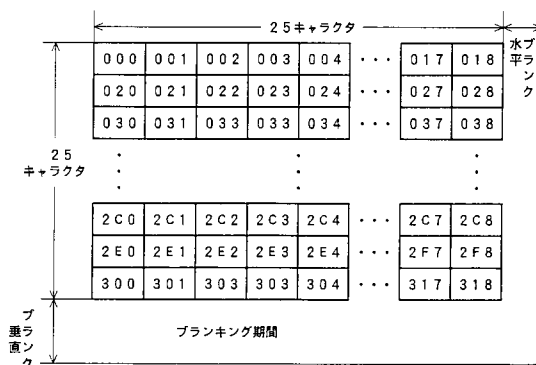 25キャラクタ
水平ブランク
000 001 002 003 004 ··· 017 018
020 021 022 023 024 ··· 027 028
030 031 033 033 034 ··· 037 038
25キャラクタ
2C0 2C1 2C2 2C3 2C4 ··· 2C7 2C8
2E0 2E1 2E2 2E3 2E4 ··· 2F7 2F8
300 301 303 303 304 ··· 317 318
垂直ブランク
ブランキング期間